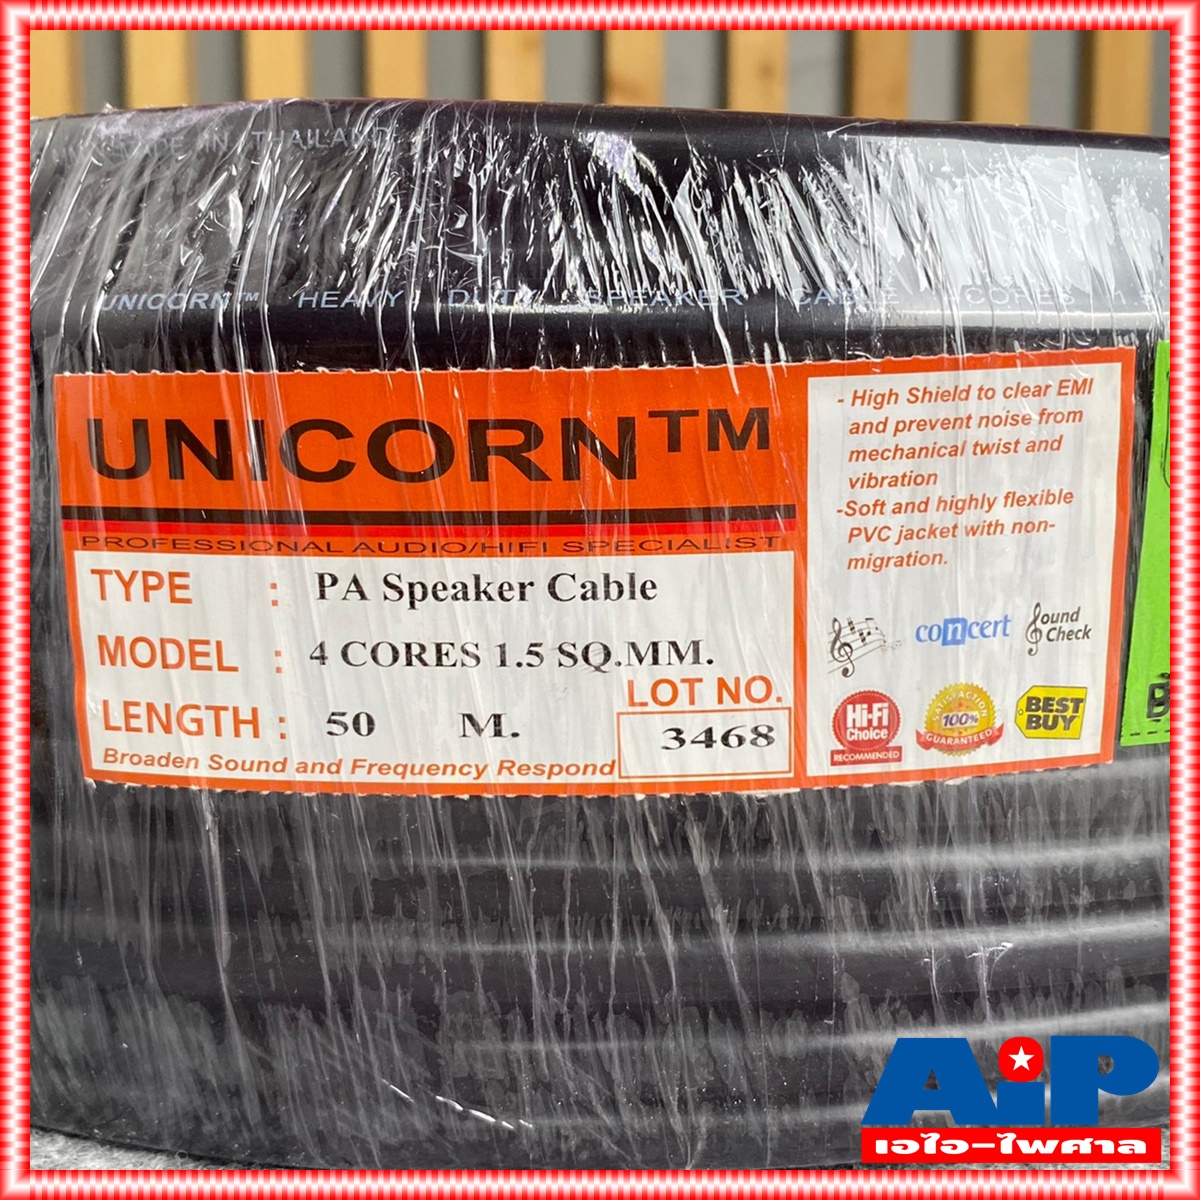 MADE IN THAILAND
UNICORN™ HEAVY DUTY SPEAKER CABLE 4CORES 1.5
UNICORN™
PROFESSIONAL AUDIO/HIFI SPECIALIST
TYPE : PA Speaker Cable
MODEL : 4 CORES 1.5 SQ.MM.
LENGTH : 50 M.
LOT NO.
3468
Broaden Sound and Frequency Respond
- High Shield to clear EMI
and prevent noise from
mechanical twist and
vibration
-Soft and highly flexible
PVC jacket with non-
migration.
concert
Sound
Check
Hi-Fi
Choice
RECOMMENDED
SATISFACTION
100%
GUARANTEED
BEST
BUY
AiP
เอไอ-ไพศาล